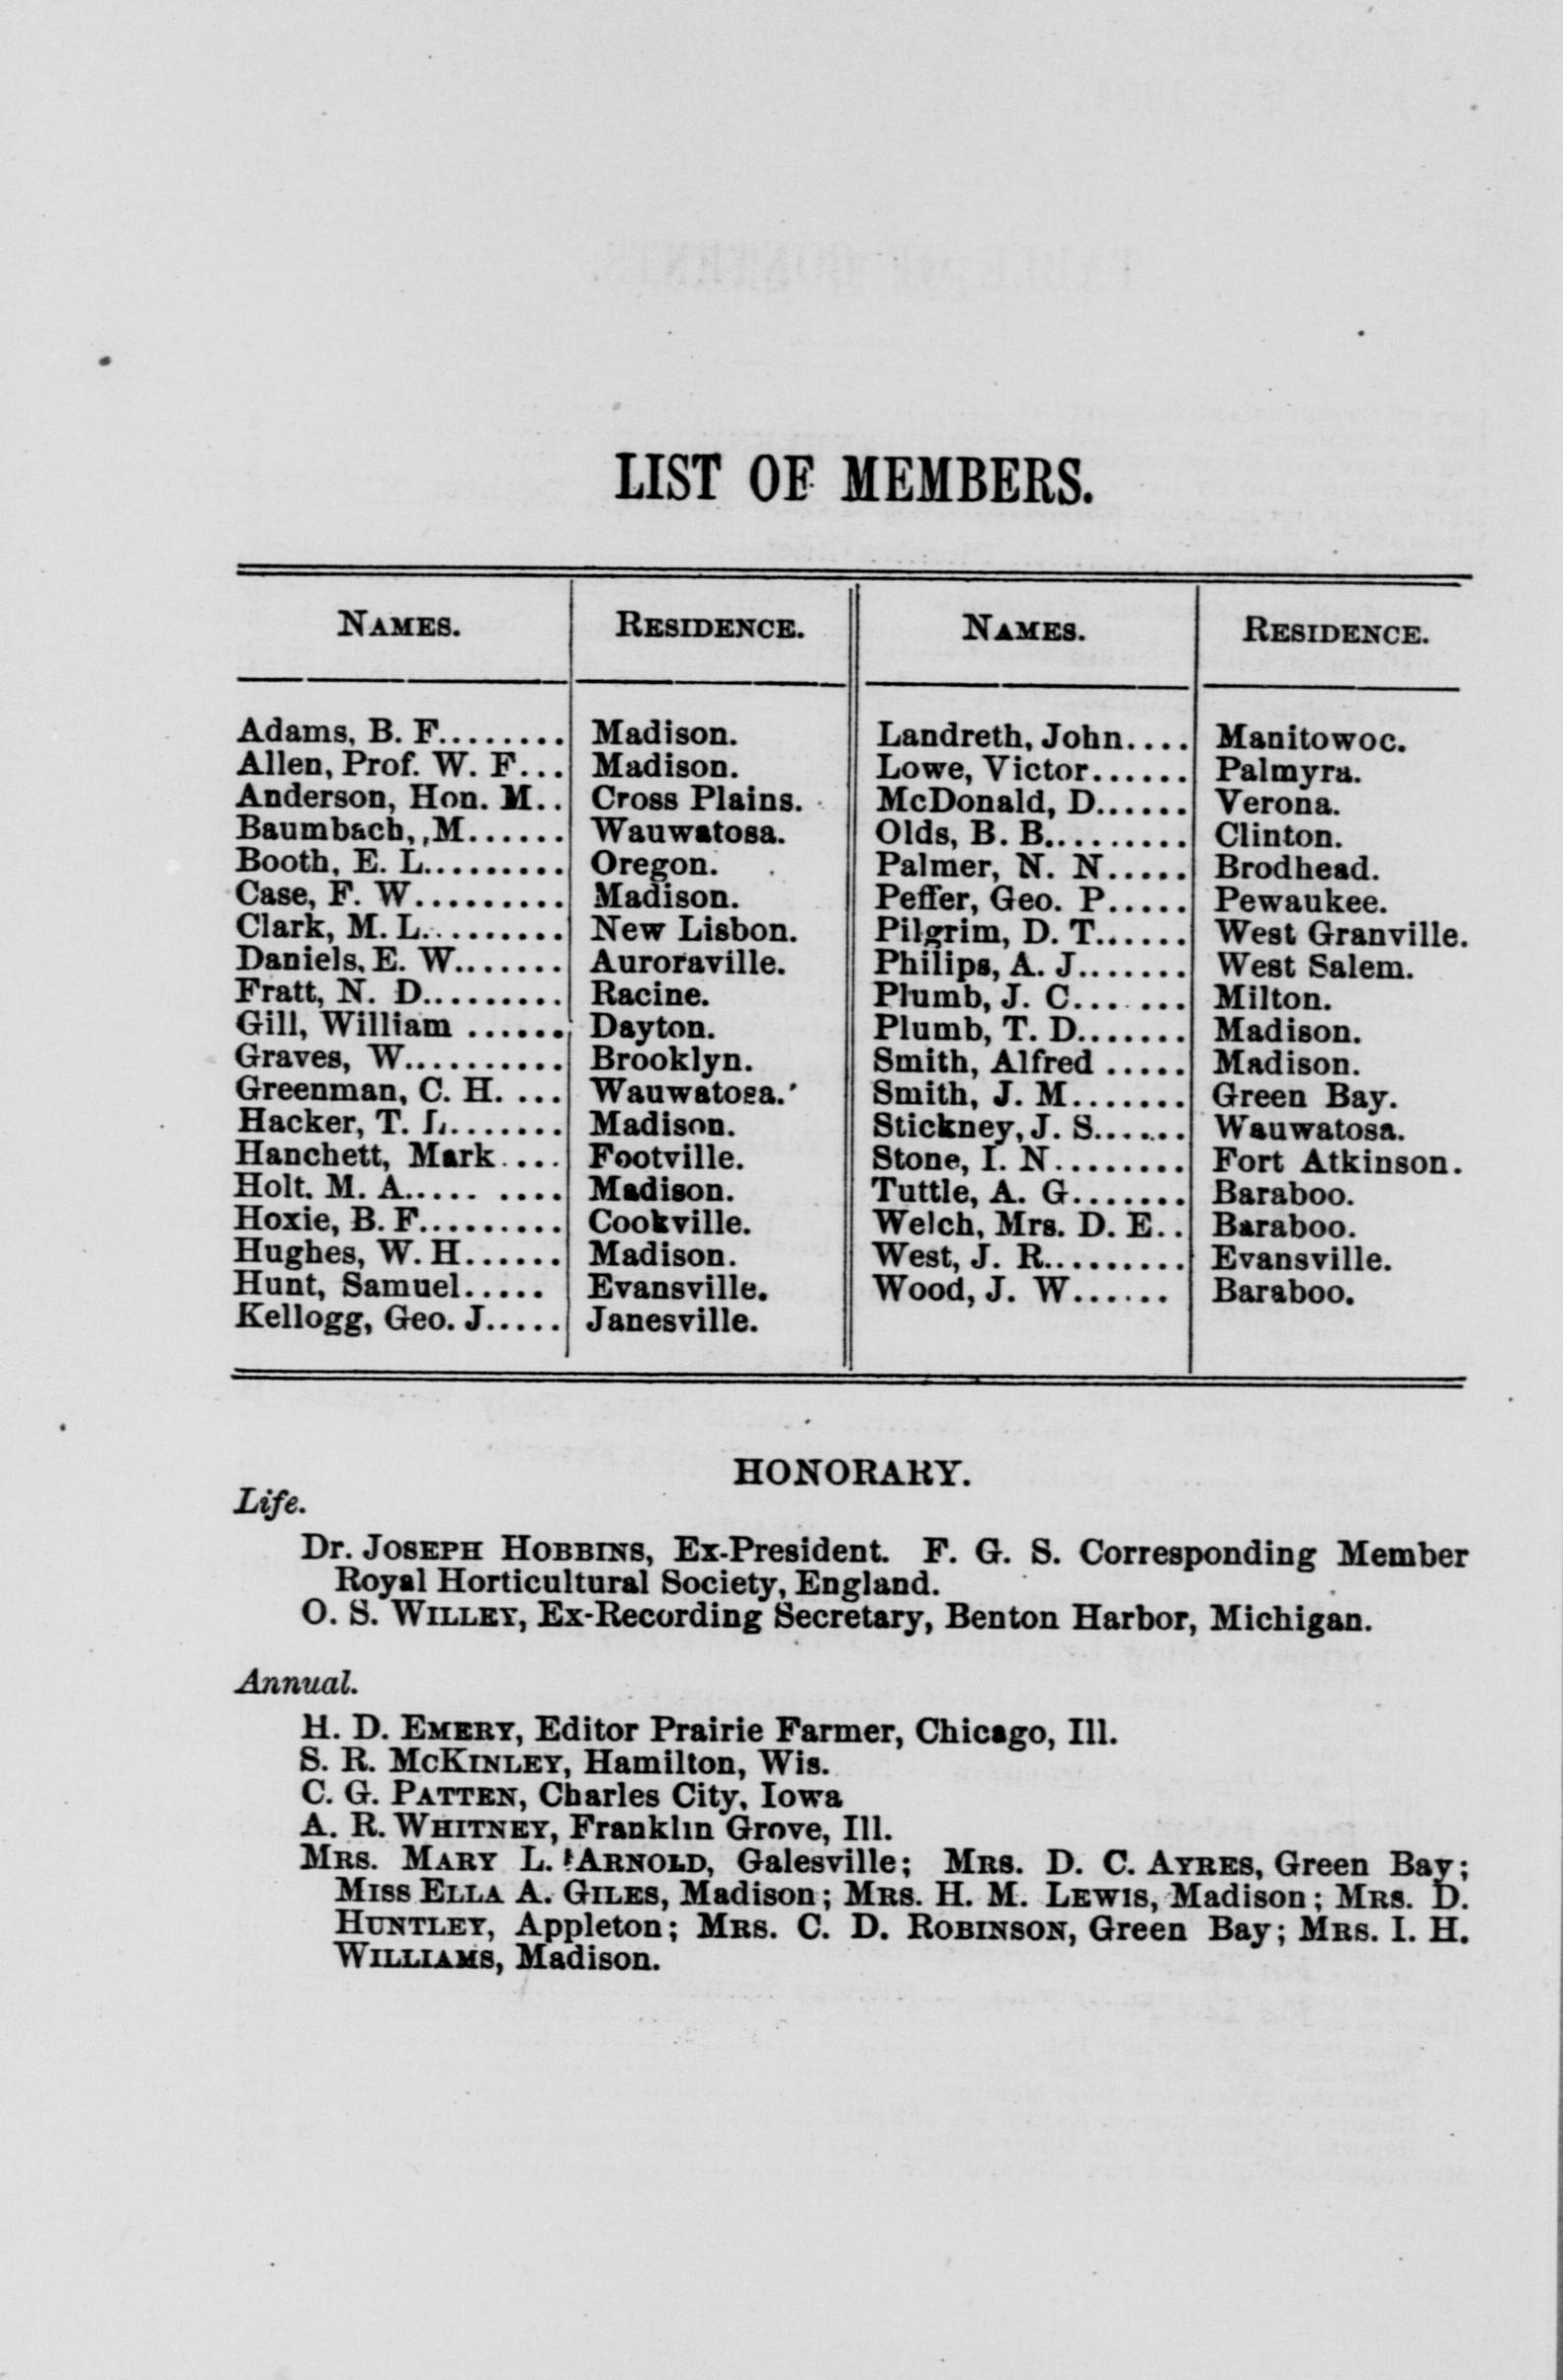 LIST OF MEMBERS.
NAMES. RESIDENCE. NAMES. RESIDENCE.
Adams, B. F........ Madison. Landreth, John.... Manitowoc.
Allen, Prof. W. F... Madison. Lowe, Victor...... Palmyra.
Anderson, Hon. M.. Cross Plains. McDonald, D...... Verona.
Baumbach,,M...... Wauwatosa. Olds, B. B.......... Clinton.
Booth, E. L......... Oregon. Palmer, N. N..... Brodhead.
Case, F. W.......... Madison. Peffer, Geo. P..... Pewaukee.
Clark, M. L.......... New Lisbon. Pilgrim, D. T...... West Granville.
Daniels, E. W....... Auroraville. Philips, A. J....... West Salem.
Fratt, N. D......... Racine. Plumb, J. C....... Milton.
Gill, William ...... Dayton. Plumb, T. D....... Madison.
Graves, W.......... Brooklyn. Smith, Alfred ..... Madison.
Greenman, C. H. ... Wauwatosa. Smith, J. M....... Green Bay.
Hacker, T. L....... Madison. Stickney, J. S...... Wauwatosa.
Hanchett, Mark.... Footville. Stone, I. N........ Fort Atkinson.
Holt. M. A..... .... Madison. Tuttle, A. G....... Baraboo.
Hoxie, B. F......... Cookville. Welch, Mrs. D. E.. Baraboo.
Hughes, W. H...... Madison. West, J. R......... Evansville.
Hunt, Samuel..... Evansville. Wood, J. W...... Baraboo.
Kellogg, Geo. J..... Janesville.
HONORARY.
Life.
Dr. JOSEPH HOBBINS, Ex-President. F. G. S. Corresponding Member
Royal Horticultural Society, England.
O. S. WILLEY, Ex-Recording Secretary, Benton Harbor, Michigan.
Annual.
H. D. EMERY, Editor Prairie Farmer, Chicago, Ill.
S. R. MCKINLEY, Hamilton, Wis.
C. G. PATTEN, Charles City, Iowa
A. R. WHITNEY, Franklin Grove, Ill.
MRS. MARY L. ARNOLD, Galesville; MRS. D. C. AYRES, Green Bay;
MISS ELLA A. GILES, Madison; MRS. H. M. LEWIS, Madison; MRS. D.
HUNTLEY, Appleton; MRS. C. D. ROBINSON, Green Bay; MRS. I. H.
WILLIAMS, Madison.